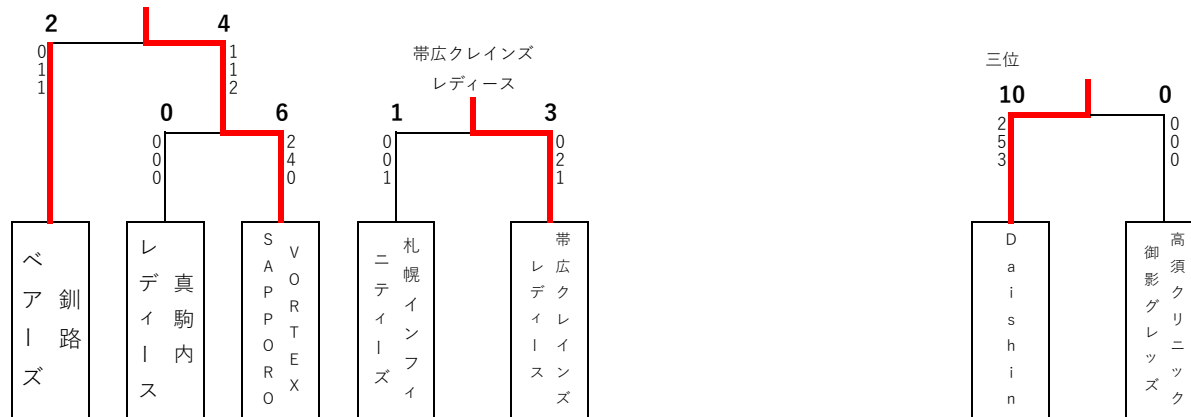 2
4
0
1
1
1
1
2
帯広クレインズ
レディース
三位
0
6
1
3
10
0
0
0
0
2
4
0
0
0
1
0
2
1
2
5
3
0
0
0
釧路
ベアーズ
真駒内
レディース
VORTEX
SAPPORO
札幌インフィ
ニティーズ
帯広クレインズ
レディース
Daishin
高須クリニック
御影グレッズ